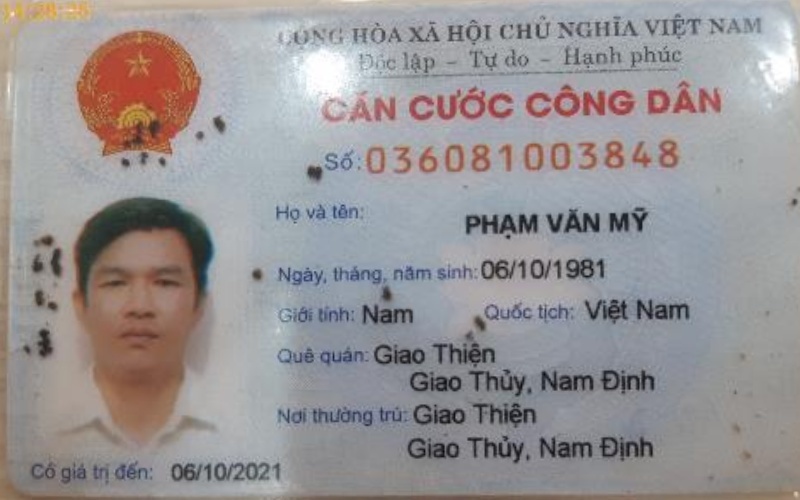 14:28:28
CỘNG HÒA XÃ HỘI CHỦ NGHĨA VIỆT NAM
Độc lập - Tự do - Hạnh phúc
CĂN CƯỚC CÔNG DÂN
Số: 036081003848
Họ và tên: PHẠM VĂN MỸ
Ngày, tháng, năm sinh: 06/10/1981
Giới tính: Nam Quốc tịch: Việt Nam
Quê quán: Giao Thiện
Giao Thủy, Nam Định
Nơi thường trú: Giao Thiện
Giao Thủy, Nam Định
Có giá trị đến: 06/10/2021